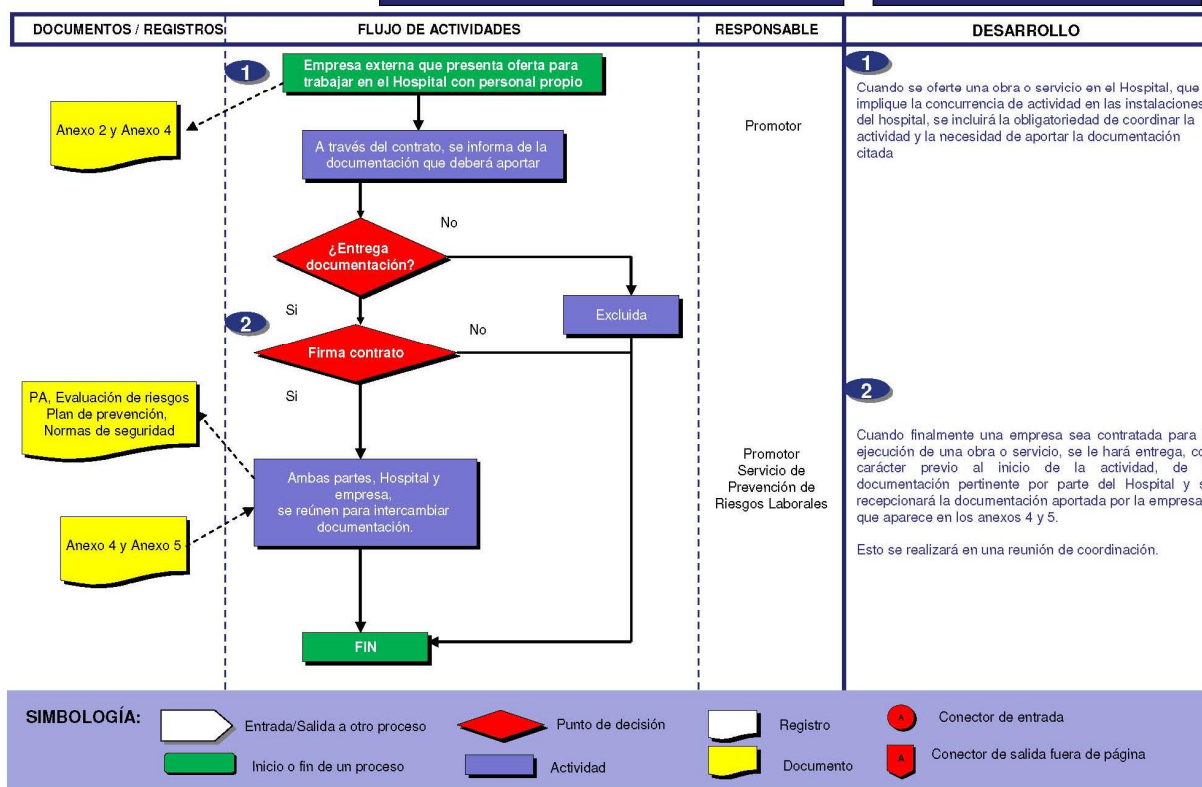 DOCUMENTOS / REGISTROS
FLUJO DE ACTIVIDADES
RESPONSABLE
DESARROLLO
1
Empresa externa que presenta oferta para
trabajar en el Hospital con personal propio
Anexo 2 y Anexo 4
A través del contrato, se informa de la
documentación que deberá aportar
Promotor
1
Cuando se oferte una obra o servicio en el Hospital, que
implique la concurrencia de actividad en las instalaciones
del hospital, se incluirá la obligatoriedad de coordinar la
actividad y la necesidad de aportar la documentación
citada
¿Entrega
documentación?
No
Si
Excluida
2
Firma contrato
No
Si
PA, Evaluación de riesgos
Plan de prevención,
Normas de seguridad
Ambas partes, Hospital y
empresa,
se reúnen para intercambiar
documentación.
Anexo 4 y Anexo 5
FIN
Promotor
Servicio de
Prevención de
Riesgos Laborales
2
Cuando finalmente una empresa sea contratada para
ejecución de una obra o servicio, se le hará entrega,
carácter previo al inicio de la actividad, de
documentación pertinente por parte del Hospital y
recepcionará la documentación aportada por la empresa
que aparece en los anexos 4 y 5.
Esto se realizará en una reunión de coordinación.
SIMBOLOGÍA:
Entrada/Salida a otro proceso
Punto de decisión
Registro
A
Conector de entrada
Inicio o fin de un proceso
Actividad
Documento
A
Conector de salida fuera de página